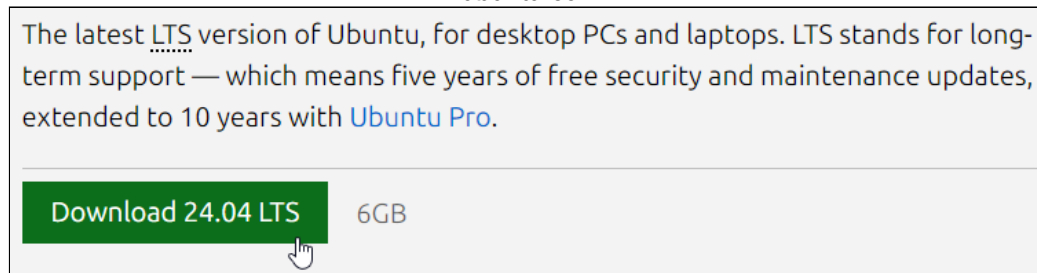 The latest LTS version of Ubuntu, for desktop PCs and laptops. LTS stands for long-
term support — which means five years of free security and maintenance updates,
extended to 10 years with Ubuntu Pro.
Download 24.04 LTS 6GB